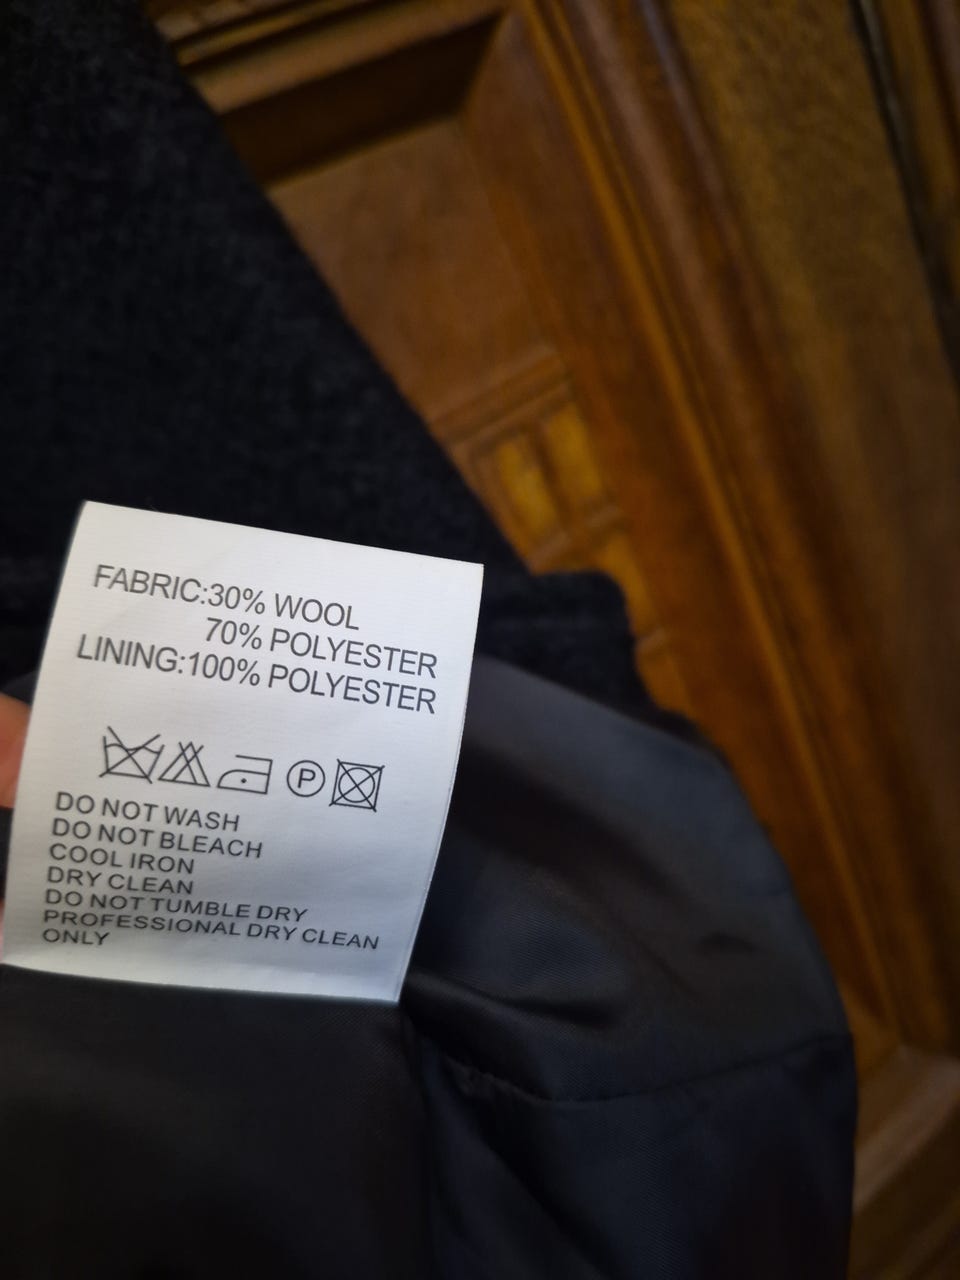 FABRIC:30% WOOL
70% POLYESTER
LINING:100% POLYESTER
P
DO NOT WASH
DO NOT BLEACH
COOL IRON
DRY CLEAN
DO NOT TUMBLE DRY
PROFESSIONAL DRY CLEAN
ONLY